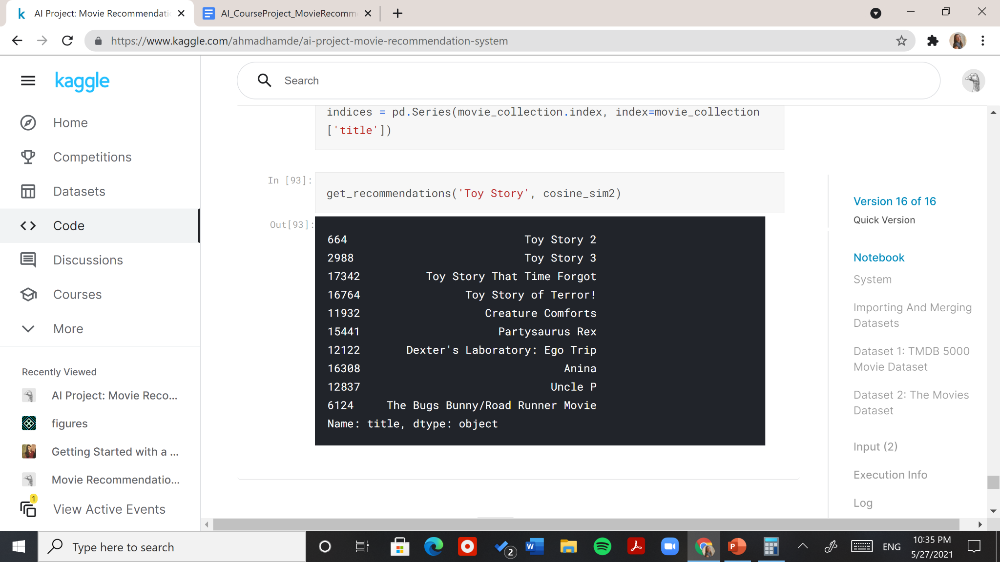 AI Project: Movie Recommendati
AI_CourseProject_MovieRecomm
https://www.kaggle.com/ahmadhamde/ai-project-movie-recommendation-system
kaggle
Search
Home
Competitions
Datasets
Code
Discussions
Courses
More
Recently Viewed
AI Project: Movie Reco...
figures
Getting Started with a ...
Movie Recommendatio...
1
View Active Events
indices = pd.Series(movie_collection.index, index=movie_collection
['title'])
In [93]:
get_recommendations('Toy Story', cosine_sim2)
Out[93]:
664 Toy Story 2
2988 Toy Story 3
17342 Toy Story That Time Forgot
16764 Toy Story of Terror!
11932 Creature Comforts
15441 Partysaurus Rex
12122 Dexter's Laboratory: Ego Trip
16308 Anina
12837 Uncle P
6124 The Bugs Bunny/Road Runner Movie
Name: title, dtype: object
Version 16 of 16
Quick Version
Notebook
System
Importing And Merging
Datasets
Dataset 1: TMDB 5000
Movie Dataset
Dataset 2: The Movies
Dataset
Input (2)
Execution Info
Log
Type here to search
2
ENG
10:35 PM
5/27/2021